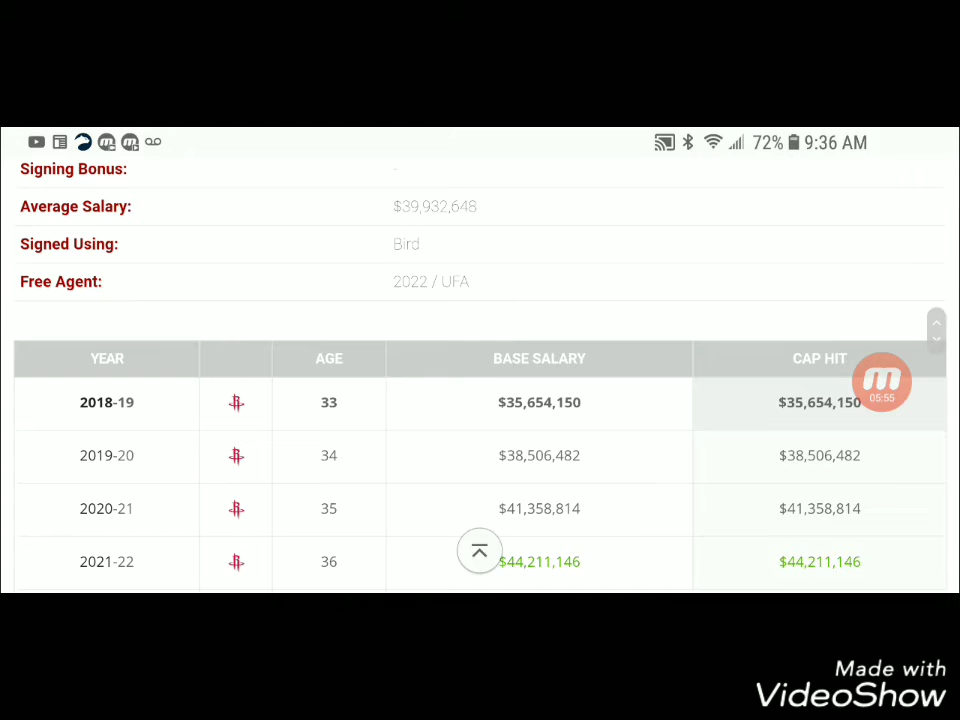 72% 9:36 AM
Signing Bonus: -
Average Salary: $39,932,648
Signed Using: Bird
Free Agent: 2022 / UFA
YEAR AGE BASE SALARY CAP HIT
2018-19 33 $35,654,150 $35,654,150
05:55
2019-20 34 $38,506,482 $38,506,482
2020-21 35 $41,358,814 $41,358,814
2021-22 36 $44,211,146 $44,211,146
Made with
VideoShow